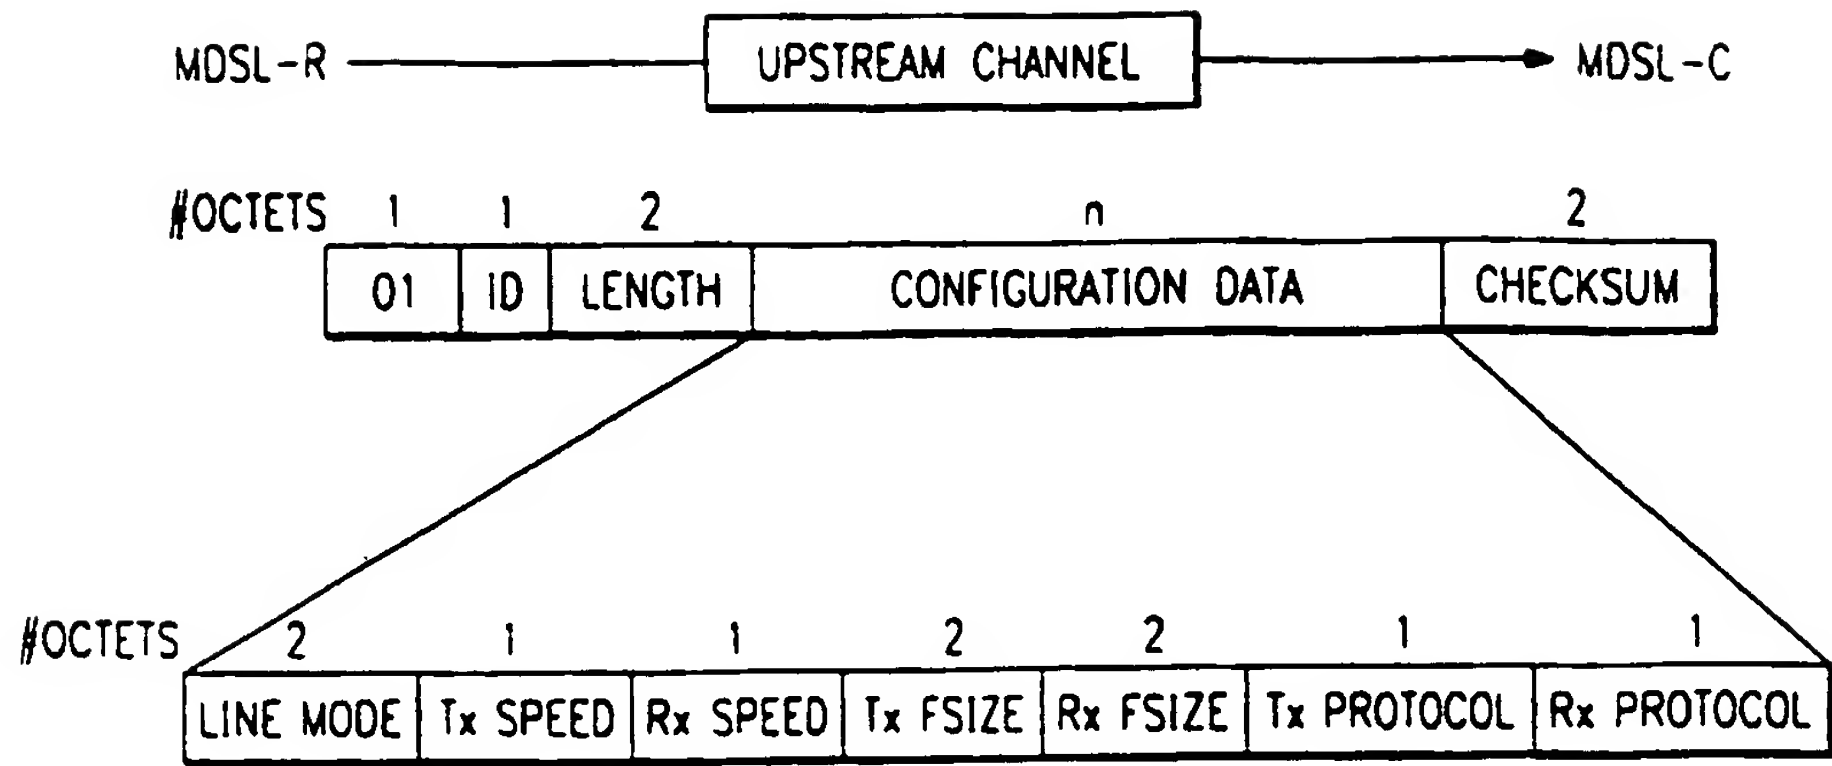 MDSL-R UPSTREAM CHANNEL MDSL-C
#OCTETS 1 1 2 n 2
01 ID LENGTH CONFIGURATION DATA CHECKSUM
#OCTETS 2 1 1 2 2 1 1
LINE MODE Tx SPEED Rx SPEED Tx FSIZE Rx FSIZE Tx PROTOCOL Rx PROTOCOL